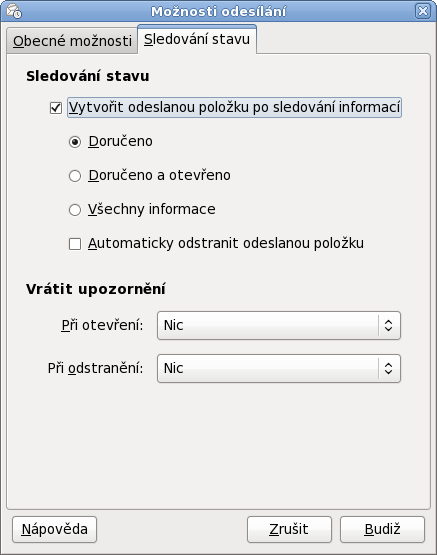 Možnosti odesílání
Obecné možnosti
Sledování stavu
Sledování stavu
Vytvořit odeslanou položku po sledování informací
Doručeno
Doručeno a otevřeno
Všechny informace
Automaticky odstranit odeslanou položku
Vrátit upozornění
Při otevření: Nic
Při odstranění: Nic
Nápověda Zrušit Budiž